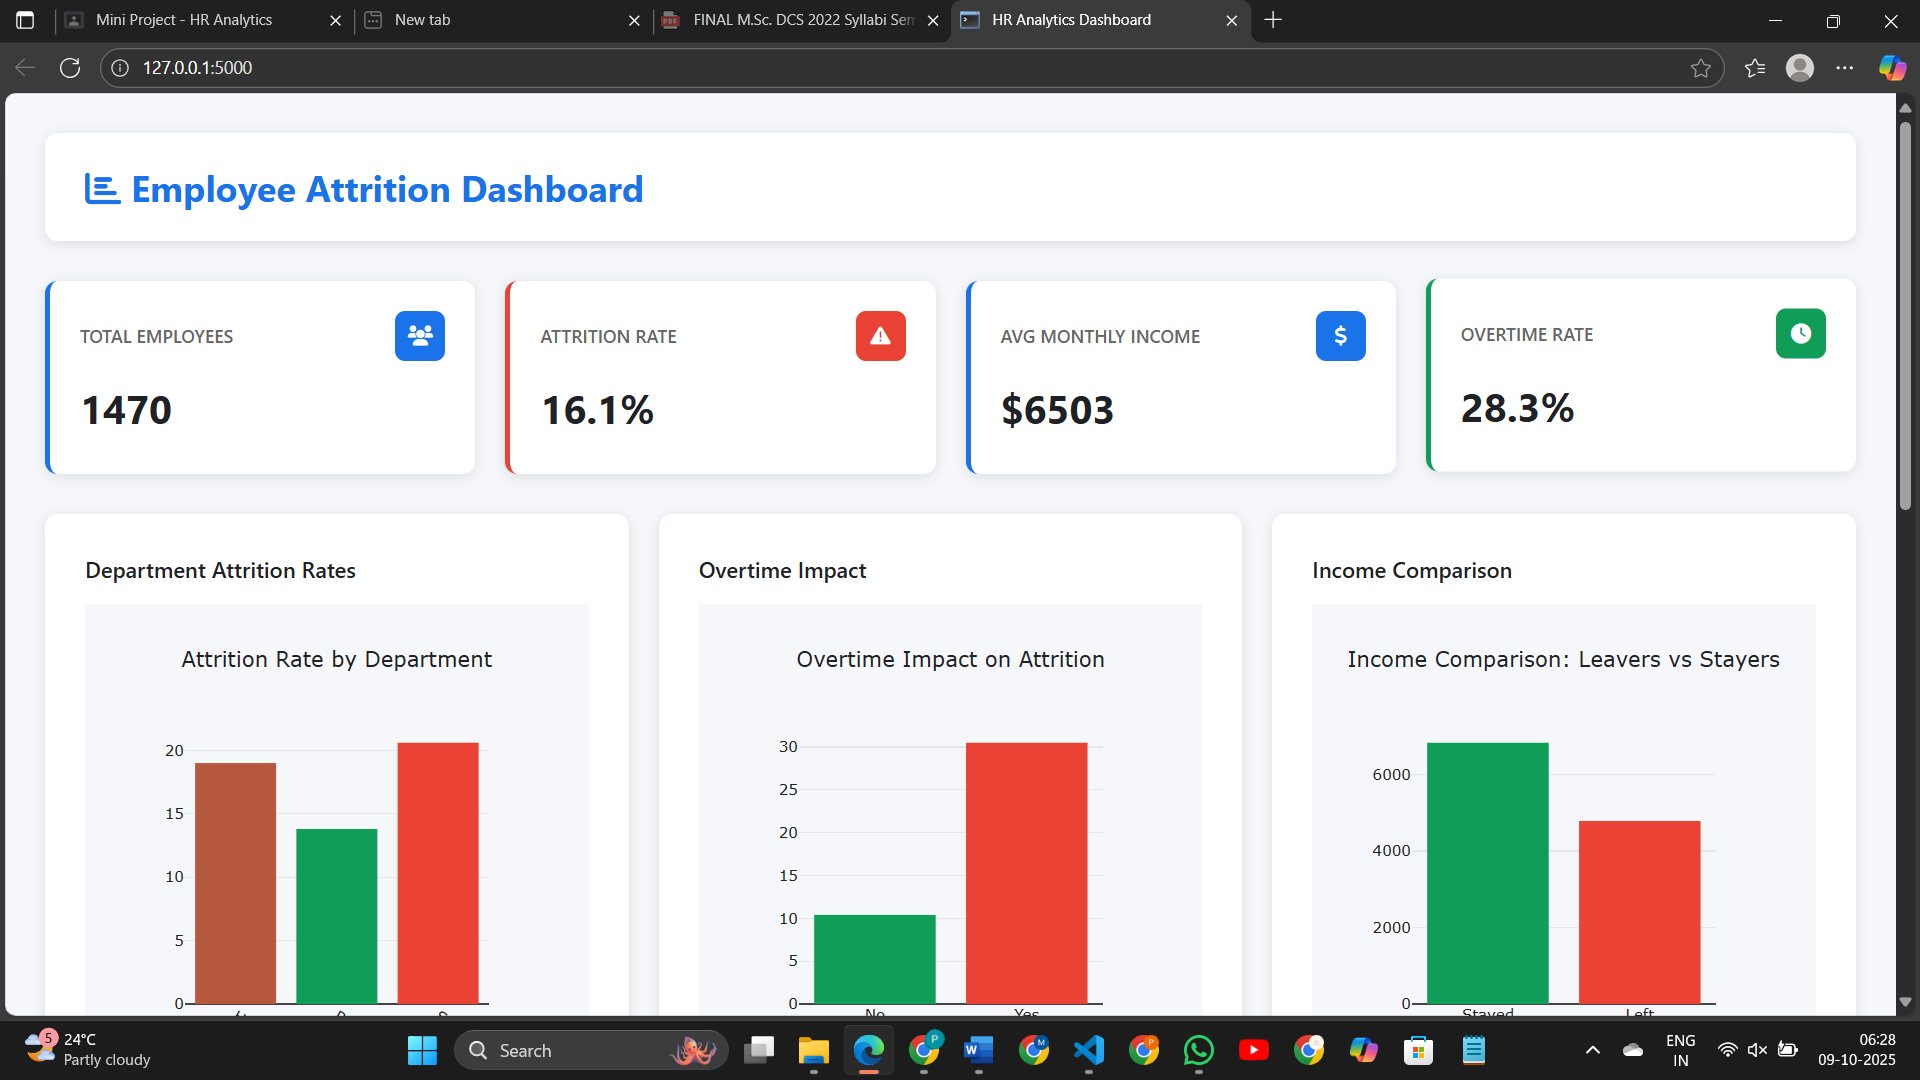 Mini Project - HR Analytics
New tab
FINAL M.Sc. DCS 2022 Syllabi Sem
HR Analytics Dashboard
127.0.0.1:5000
Employee Attrition Dashboard
TOTAL EMPLOYEES
1470
ATTRITION RATE
16.1%
AVG MONTHLY INCOME
$
$6503
OVERTIME RATE
28.3%
Department Attrition Rates
Attrition Rate by Department
20
15
10
5
0
Overtime Impact
Overtime Impact on Attrition
30
25
20
15
10
5
0
No
Yes
Income Comparison
Income Comparison: Leavers vs Stayers
6000
4000
2000
0
Stayed
Left
5
24°C
Partly cloudy
Search
ENG
IN
06:28
09-10-2025